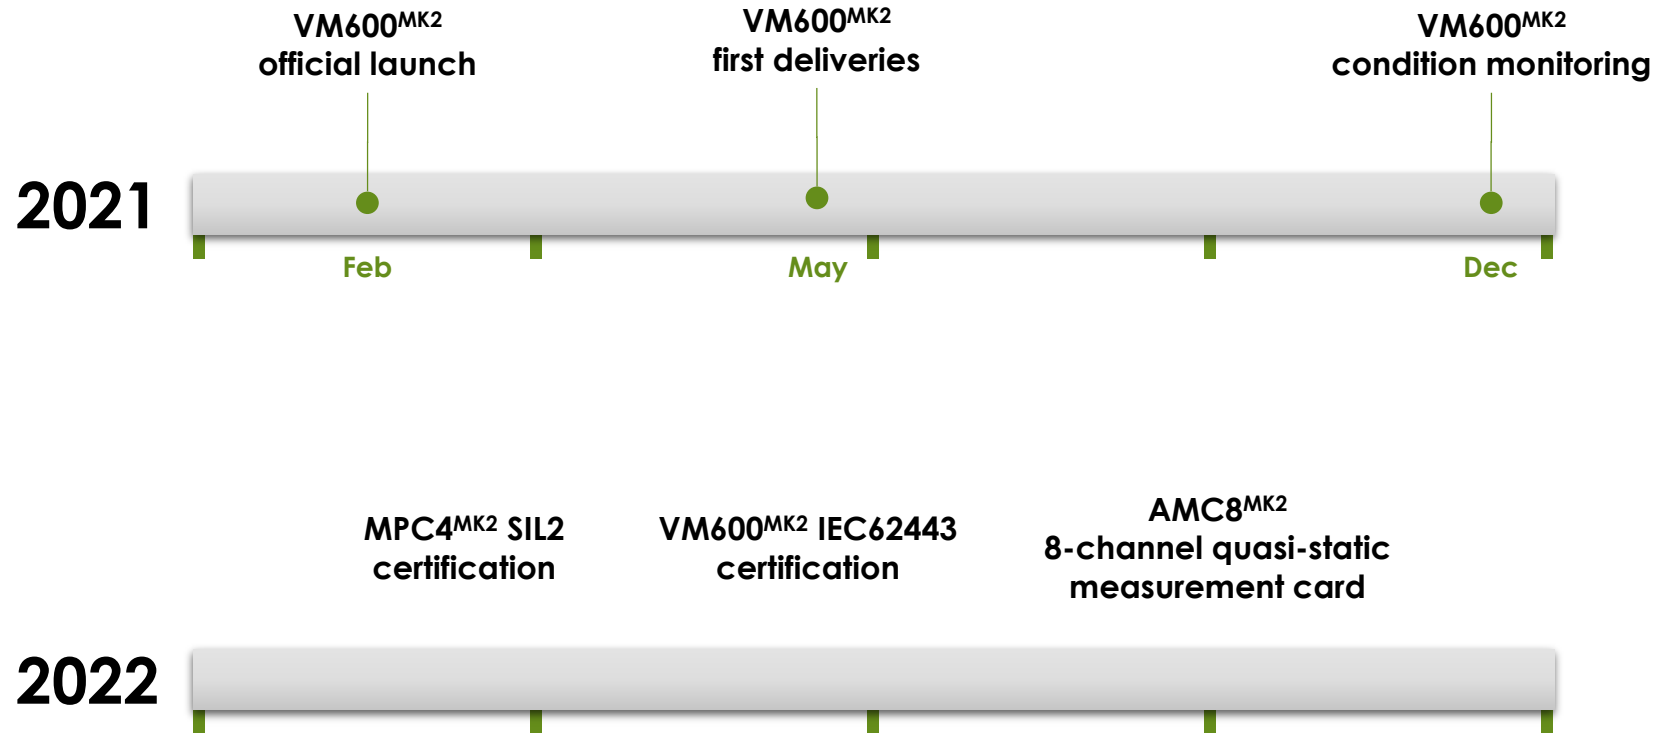 VM600MK2
official launch
VM600MK2
first deliveries
VM600MK2
condition monitoring
2021
Feb
May
Dec
MPC4MK2 SIL2
certification
VM600MK2 IEC62443
certification
AMC8MK2
8-channel quasi-static
measurement card
2022